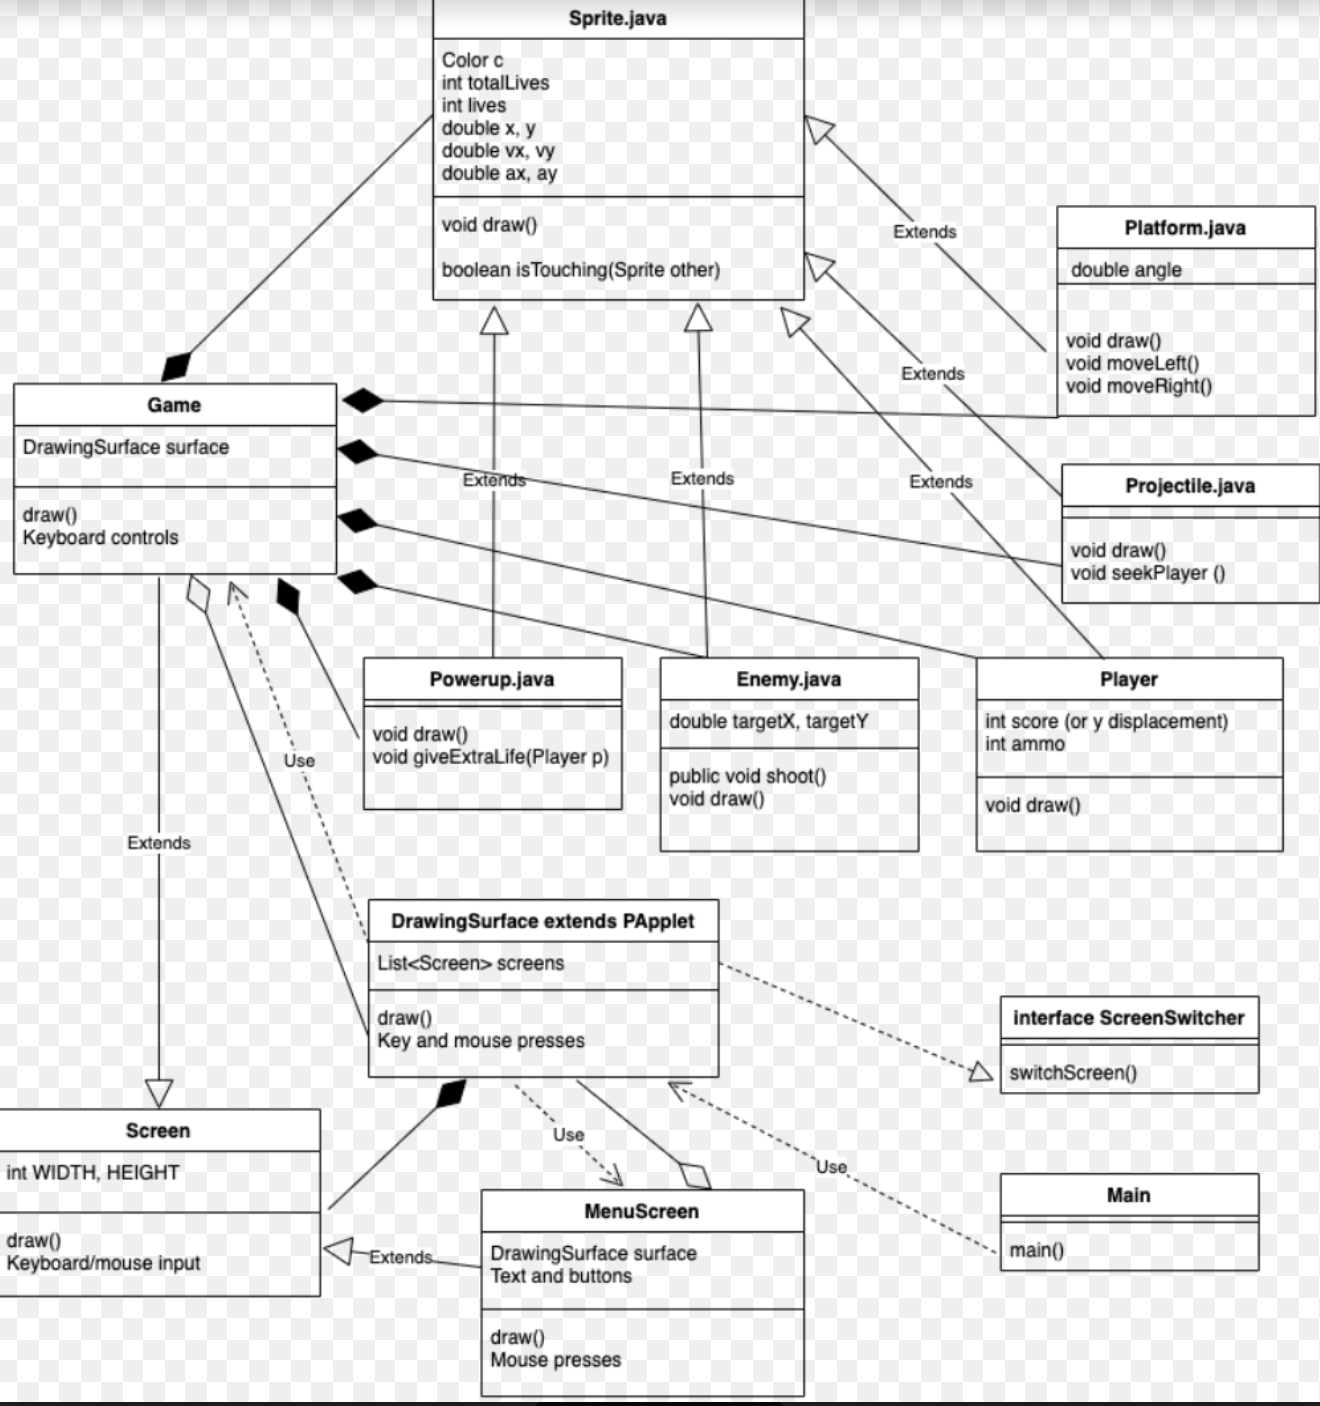 Sprite.java
Color c
int totalLives
int lives
double x, y
double vx, vy
double ax, ay
void draw()
boolean isTouching(Sprite other)
Extends
Platform.java
double angle
void draw()
void moveLeft()
void moveRight()
Game
DrawingSurface surface
draw()
Keyboard controls
Extends
Extends
Extends
Extends
Projectile.java
void draw()
void seekPlayer ()
Powerup.java
void draw()
void giveExtraLife(Player p)
Enemy.java
double targetX, targetY
public void shoot()
void draw()
Player
int score (or y displacement)
int ammo
void draw()
Use
Extends
DrawingSurface extends PApplet
List<Screen> screens
draw()
Key and mouse presses
interface ScreenSwitcher
switchScreen()
Screen
int WIDTH, HEIGHT
draw()
Keyboard/mouse input
Use
Use
Extends
MenuScreen
DrawingSurface surface
Text and buttons
draw()
Mouse presses
Main
main()